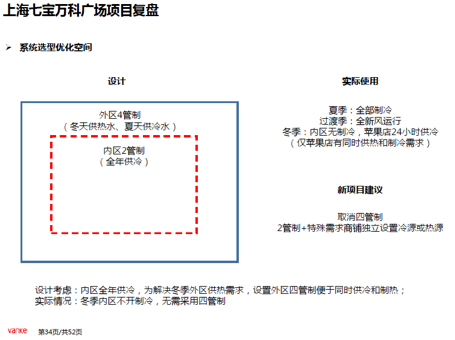 上海七宝万科广场项目复盘
系统选型优化空间
设计
外区4管制
（冬天供热水、夏天供冷水）
内区2管制
（全年供冷）
实际使用
夏季：全部制冷
过渡季：全新风运行
冬季：内区无制冷，苹果店24小时供冷
（仅苹果店有同时供热和制冷需求）
新项目建议
取消四管制
2管制+特殊需求商铺独立设置冷源或热源
设计考虑：内区全年供冷，为解决冬季外区供热需求，设置外区四管制便于同时供冷和制热；
实际情况：冬季内区不开制冷，无需采用四管制
vanke 第34页/共52页